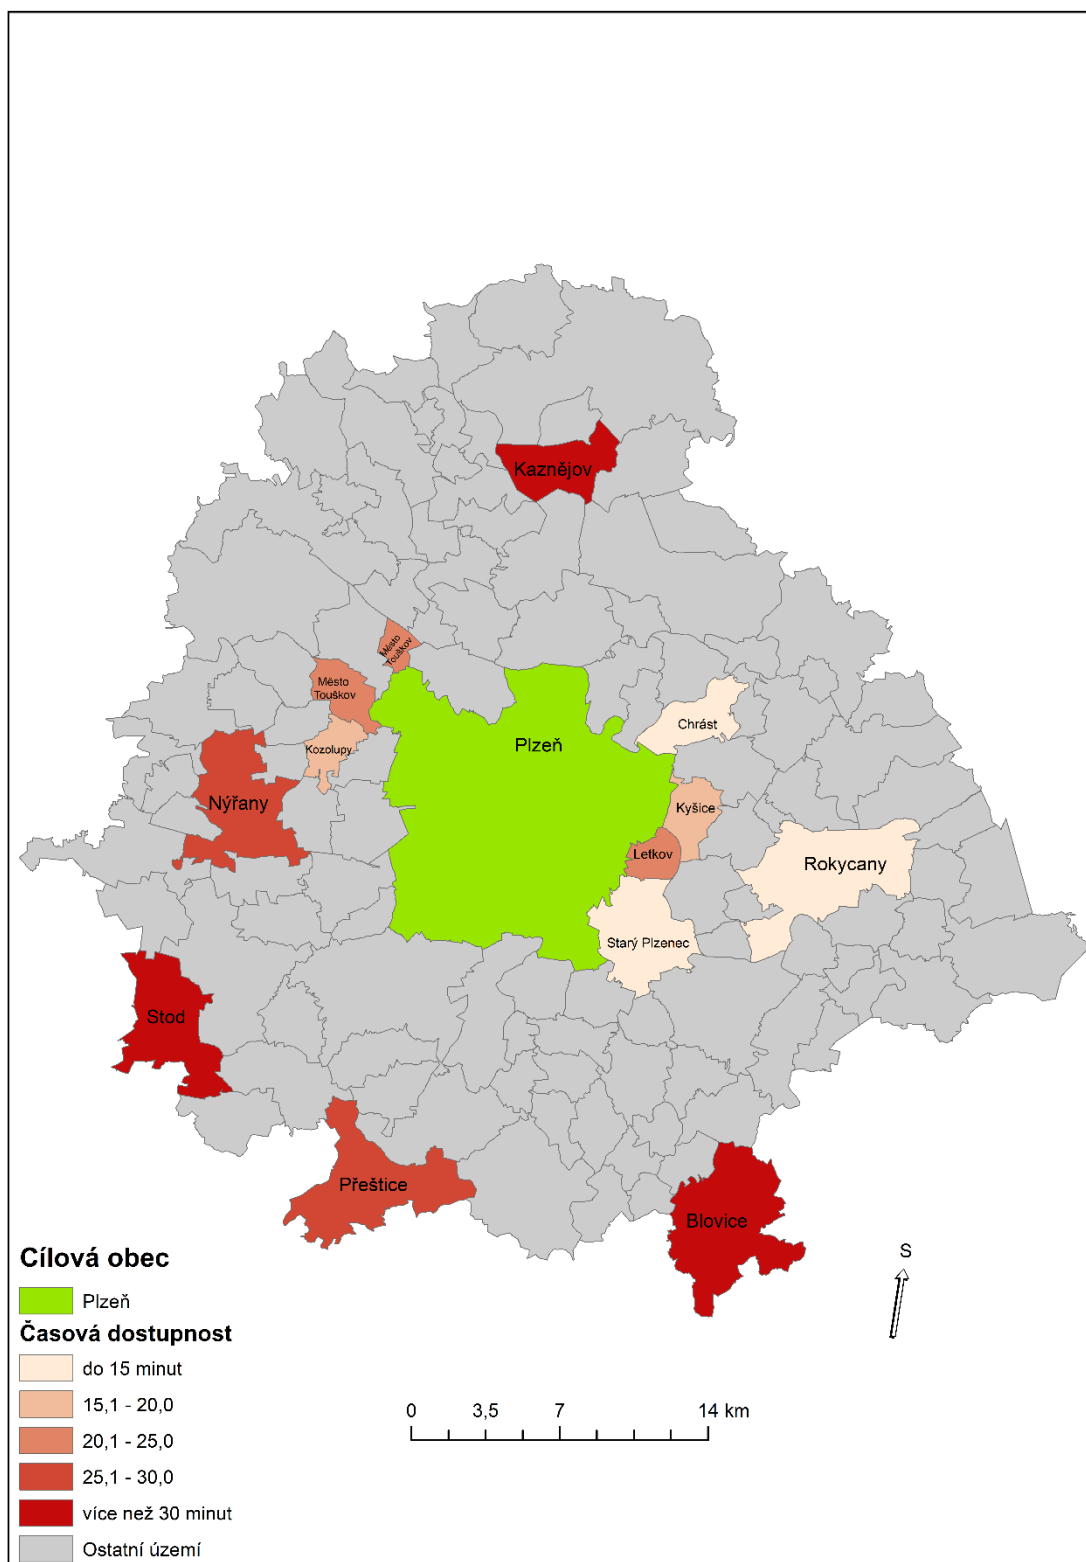 Kaznějov
Město
Touškov
Město
Touškov
Plzeň
Chrást
Kozolupy
Nýřany
Kyšice
Letkov
Rokycany
Starý Plzenec
Stod
Přeštice
Blovice
S
Cílová obec
Plzeň
Časová dostupnost
do 15 minut
15,1 - 20,0
20,1 - 25,0
25,1 - 30,0
více než 30 minut
Ostatní území
0 3,5 7 14 km